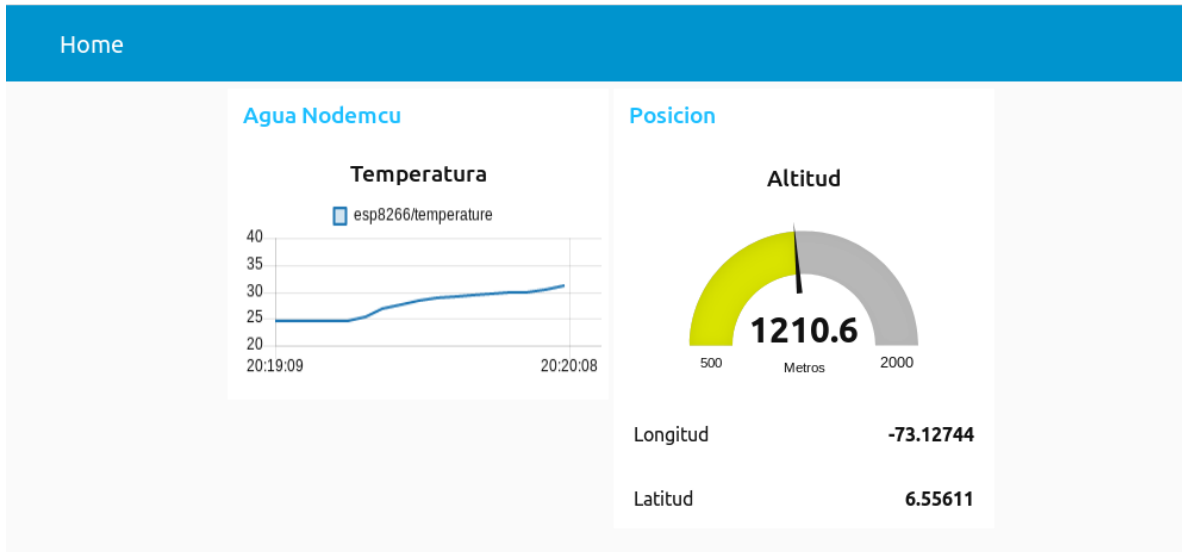 Home
Agua Nodemcu
Temperatura
esp8266/temperature
40
35
30
25
20
20:19:09
20:20:08
Posicion
Altitud
1210.6
500
Metros
2000
Longitud -73.12744
Latitud 6.55611